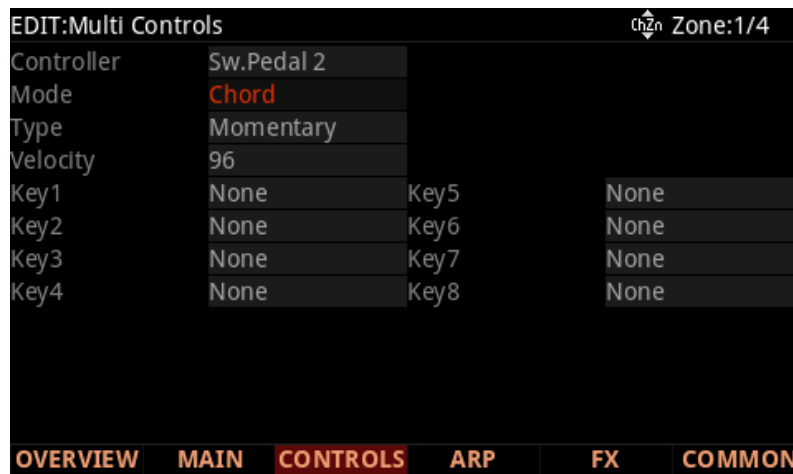 EDIT:Multi Controls ChZn Zone:1/4
Controller Sw.Pedal 2
Mode Chord
Type Momentary
Velocity 96
Key1 None Key5 None
Key2 None Key6 None
Key3 None Key7 None
Key4 None Key8 None
OVERVIEW MAIN CONTROLS ARP FX COMMON